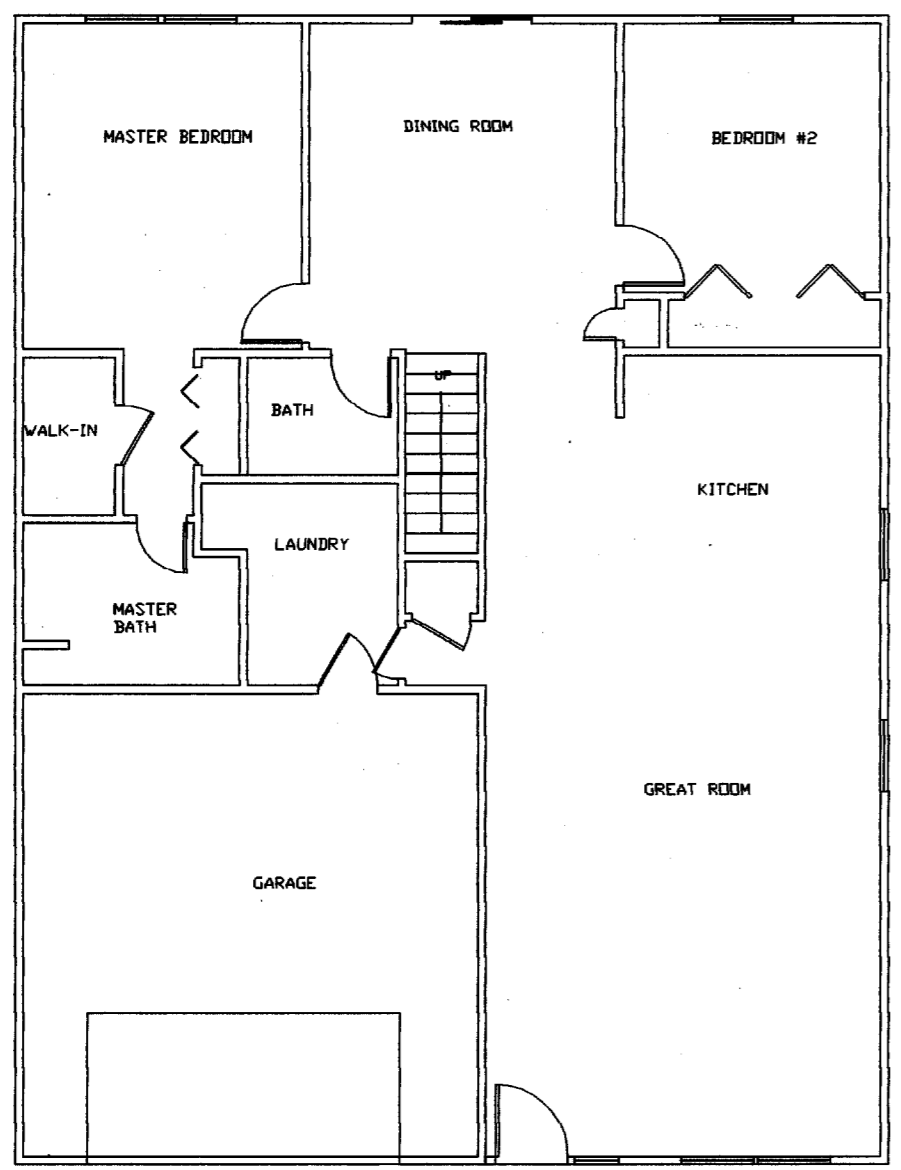 MASTER BEDROOM
DINING ROOM
BEDROOM #2
UP
BATH
WALK-IN
KITCHEN
LAUNDRY
MASTER
BATH
GREAT ROOM
GARAGE